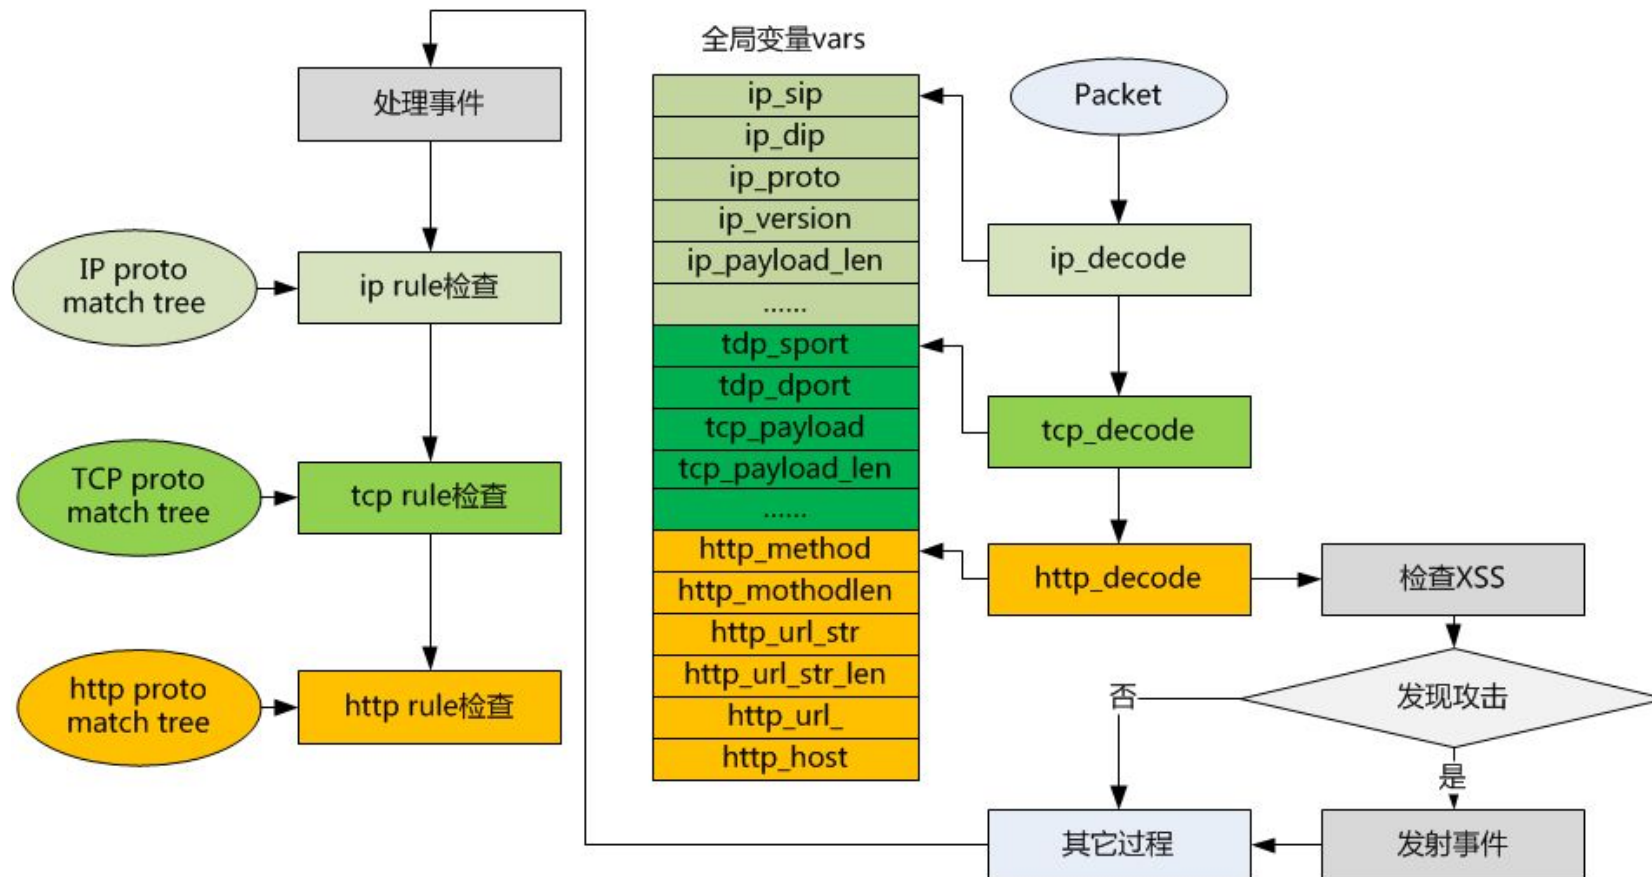 全局变量vars
处理事件
IP proto
match tree
ip rule检查
TCP proto
match tree
tcp rule检查
http proto
match tree
http rule检查
ip_sip
ip_dip
ip_proto
ip_version
ip_payload_len
......
tdp_sport
tdp_dport
tcp_payload
tcp_payload_len
......
http_method
http_mothodlen
http_url_str
http_url_str_len
http_url_
http_host
Packet
ip_decode
tcp_decode
http_decode
检查XSS
发现攻击
否
是
其它过程
发射事件